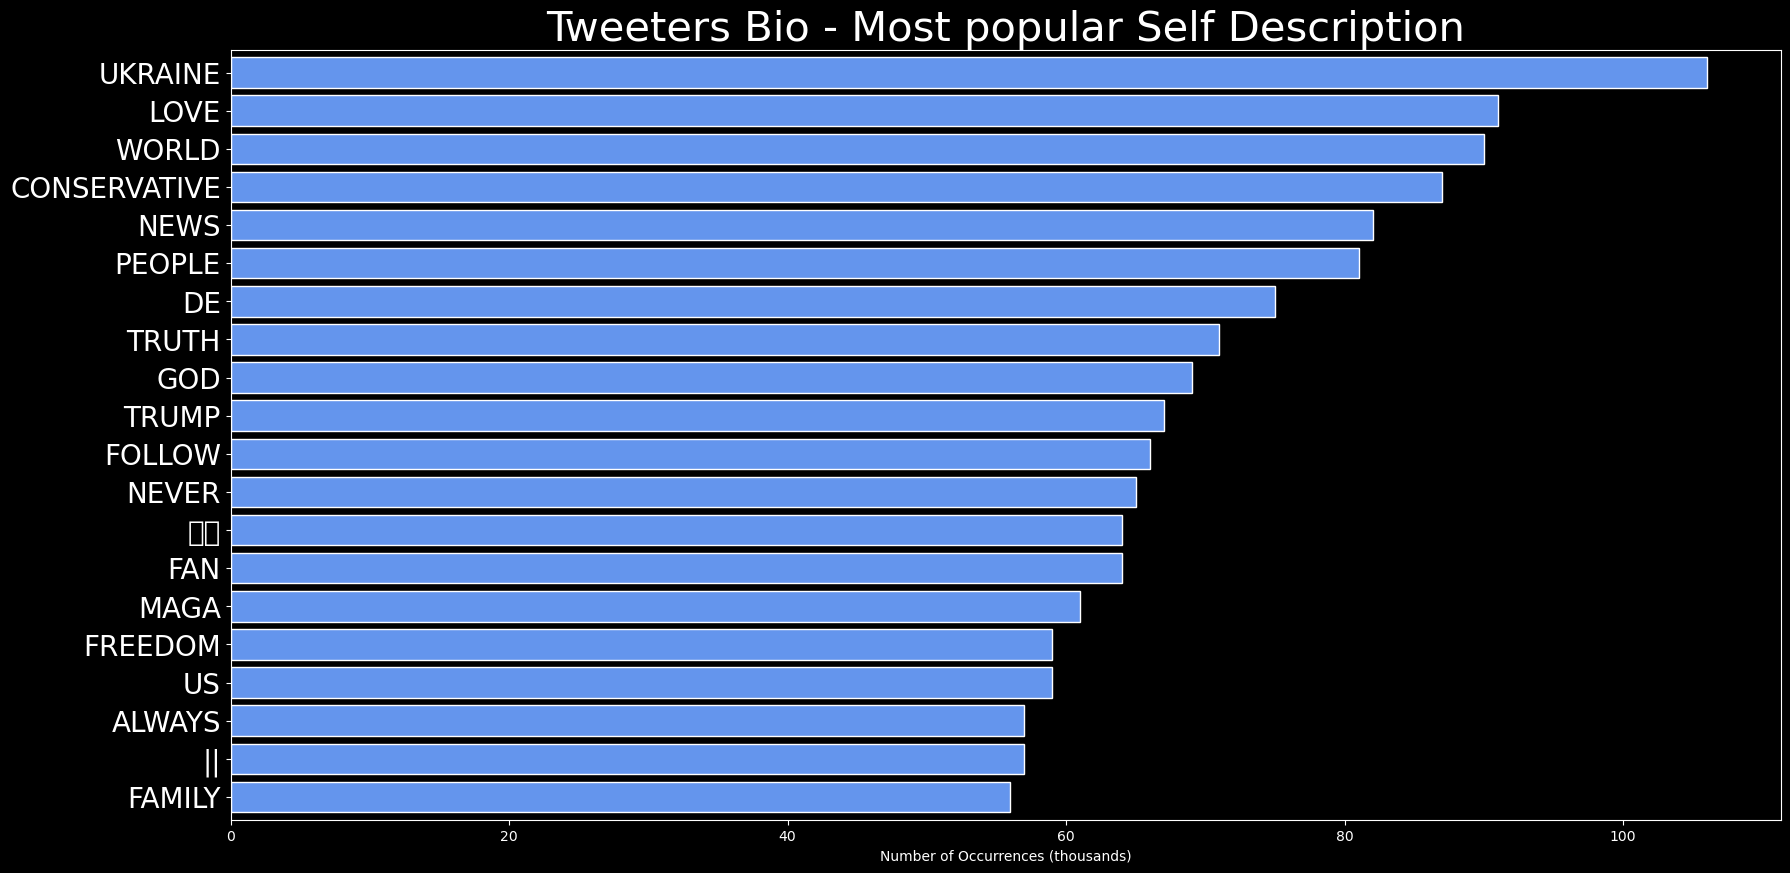 Tweeters Bio - Most popular Self Description
UKRAINE
LOVE
WORLD
CONSERVATIVE
NEWS
PEOPLE
DE
TRUTH
GOD
TRUMP
FOLLOW
NEVER
FAN
MAGA
FREEDOM
US
ALWAYS
||
FAMILY
0 20 40 60 80 100
Number of Occurrences (thousands)